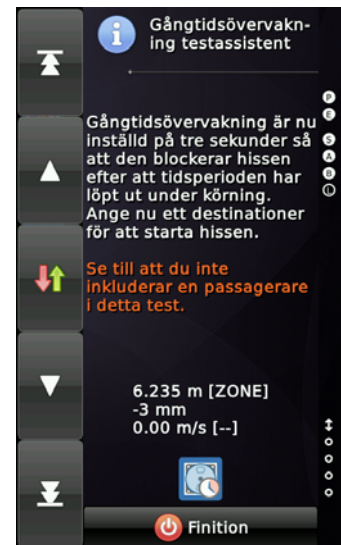 Gångtidsövervakn-
ing testassistent
Gångtidsövervakning är nu
inställd på tre sekunder så
att den blockerar hissen
efter att tidsperioden har
löpt ut under körning.
Ange nu ett destinationer
för att starta hissen.
Se till att du inte
inkluderar en passagerare
i detta test.
P
E
S
A
B
L
6.235 m [ZONE]
-3 mm
0.00 m/s [--]
Finition